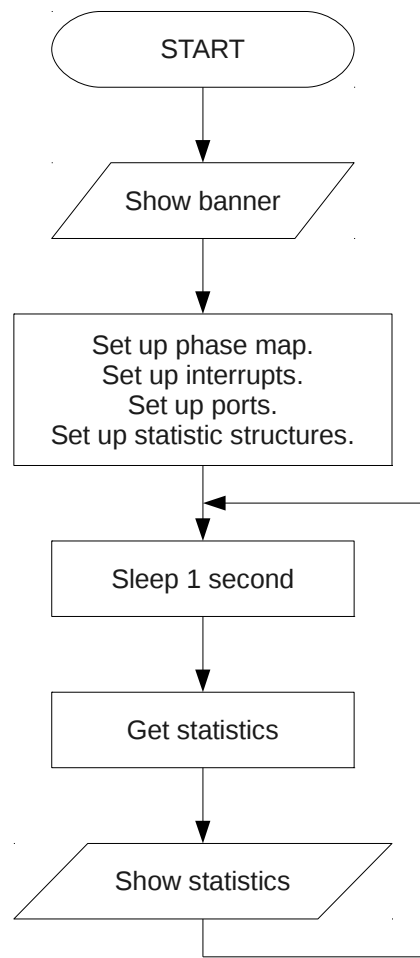 START
Show banner
Set up phase map.
Set up interrupts.
Set up ports.
Set up statistic structures.
Sleep 1 second
Get statistics
Show statistics